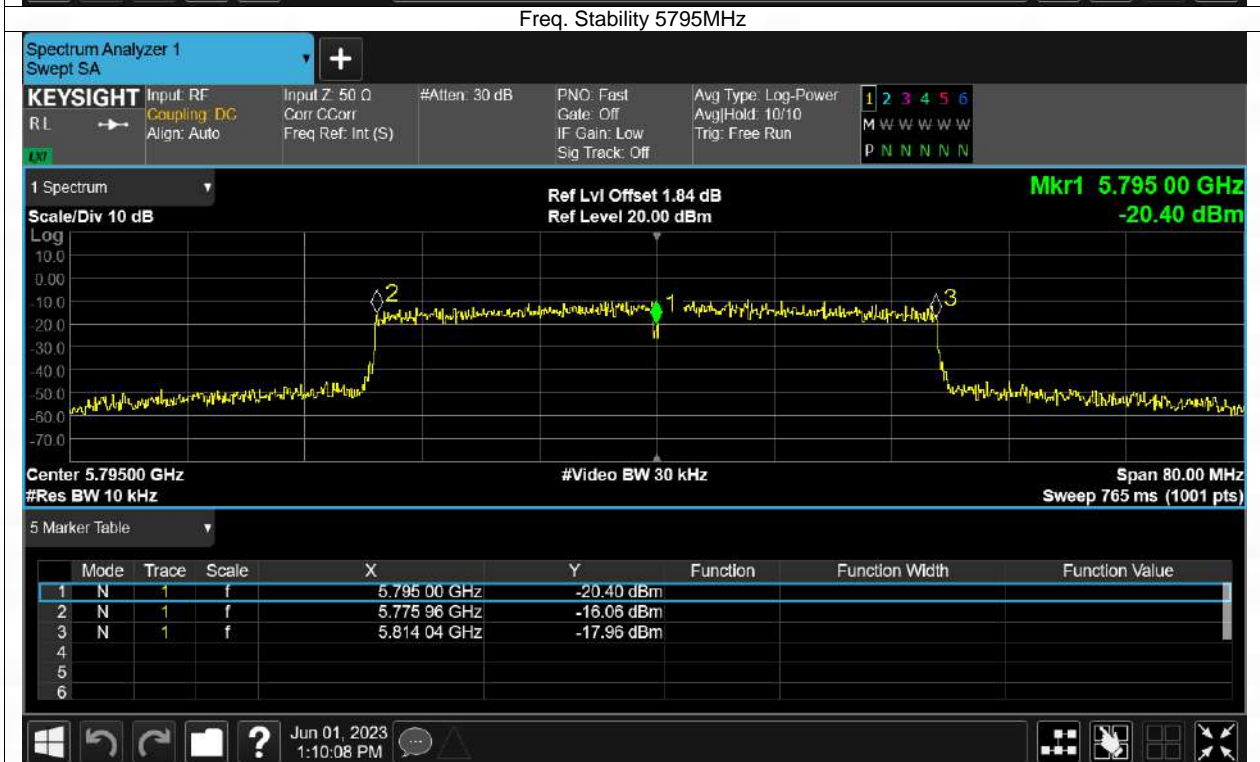 Freq. Stability 5795MHz
Spectrum Analyzer 1
Swept SA
+
KEYSIGHT Input: RF Input Z: 50 Ω #Atten: 30 dB PNO: Fast Avg Type: Log-Power 1 2 3 4 5 6
RL Coupling: DC Corr CCorr Gate: Off Avg|Hold: 10/10 M W W W W W
Align: Auto Freq Ref: Int (S) IF Gain: Low Trig: Free Run
LXI Sig Track: Off P N N N N N
1 Spectrum Ref Lvl Offset 1.84 dB Mkr1 5.795 00 GHz
Scale/Div 10 dB Ref Level 20.00 dBm -20.40 dBm
Log
10.0
0.00
-10.0
-20.0
-30.0
-40.0
-50.0
-60.0
-70.0
2
1
3
Center 5.79500 GHz #Video BW 30 kHz Span 80.00 MHz
#Res BW 10 kHz Sweep 765 ms (1001 pts)
5 Marker Table
Mode Trace Scale X Y Function Function Width Function Value
1 N 1 f 5.795 00 GHz -20.40 dBm
2 N 1 f 5.775 96 GHz -16.06 dBm
3 N 1 f 5.814 04 GHz -17.96 dBm
4
5
6
? Jun 01, 2023
1:10:08 PM